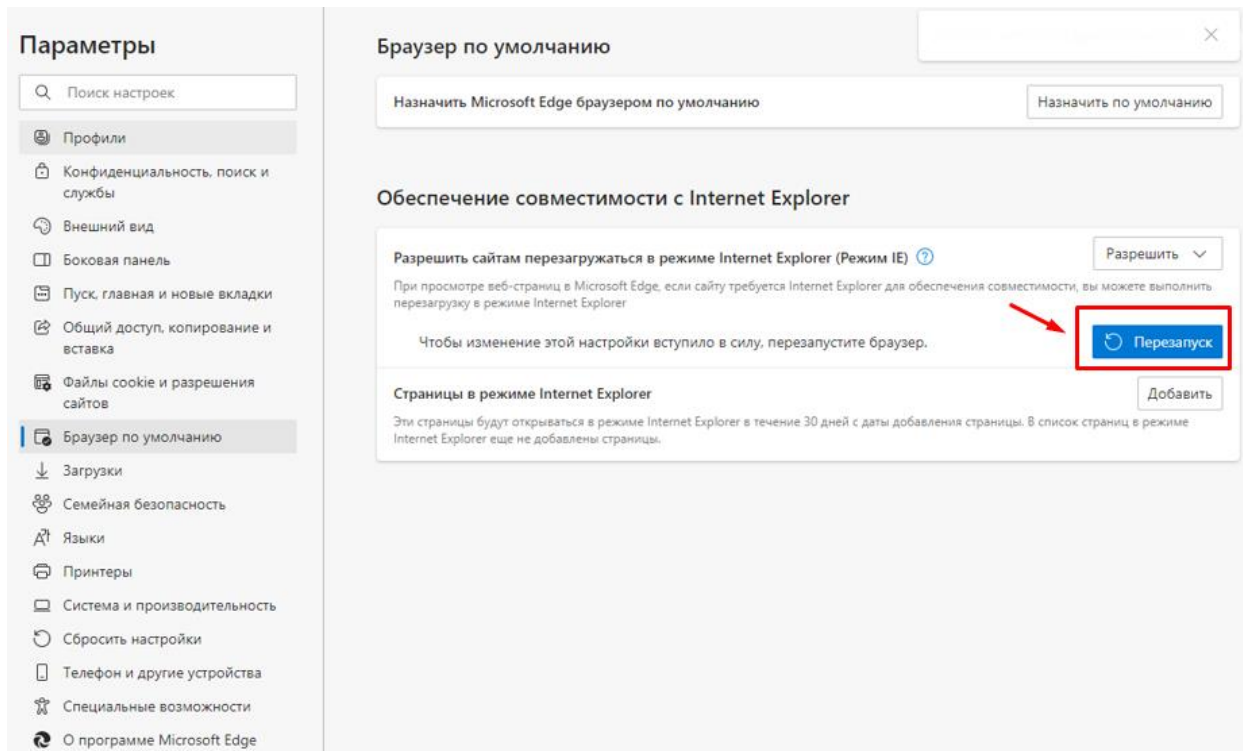 Параметры
Поиск настроек
Профили
Конфиденциальность, поиск и
службы
Внешний вид
Боковая панель
Пуск, главная и новые вкладки
Общий доступ, копирование и
вставка
Файлы cookie и разрешения
сайтов
Браузер по умолчанию
Загрузки
Семейная безопасность
Языки
Принтеры
Система и производительность
Сбросить настройки
Телефон и другие устройства
Специальные возможности
О программе Microsoft Edge
Браузер по умолчанию
Назначить Microsoft Edge браузером по умолчанию
Назначить по умолчанию
Обеспечение совместимости с Internet Explorer
Разрешить сайтам перезагружаться в режиме Internet Explorer (Режим IE)
Разрешить
При просмотре веб-страниц в Microsoft Edge, если сайту требуется Internet Explorer для обеспечения совместимости, вы можете выполнить
перезагрузку в режиме Internet Explorer
Чтобы изменение этой настройки вступило в силу, перезапустите браузер.
Перезапуск
Страницы в режиме Internet Explorer
Добавить
Эти страницы будут открываться в режиме Internet Explorer в течение 30 дней с даты добавления страницы. В список страниц в режиме
Internet Explorer еще не добавлены страницы.